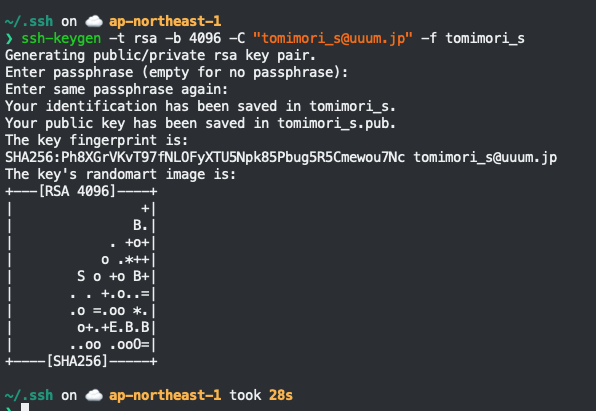 ~/.ssh on ☁️ ap-northeast-1
❯ ssh-keygen -t rsa -b 4096 -C "tomimori_s@uuum.jp" -f tomimori_s
Generating public/private rsa key pair.
Enter passphrase (empty for no passphrase):
Enter same passphrase again:
Your identification has been saved in tomimori_s.
Your public key has been saved in tomimori_s.pub.
The key fingerprint is:
SHA256:Ph8XGrVKvT97fNLOFyXTU5Npk85Pbug5R5Cmewou7Nc tomimori_s@uuum.jp
The key's randomart image is:
+---[RSA 4096]----+
|                +|
|               B.|
|            . +o+|
|           o .*++|
|        S o +o B+|
|       . . +.o..=|
|       .o =.oo *.|
|        o+.+E.B.B|
|       ..oo .ooO=|
+----[SHA256]-----+
~/.ssh on ☁️ ap-northeast-1 took 28s
❯